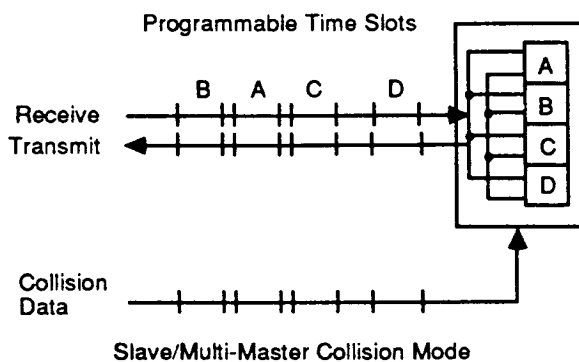 Programmable Time Slots
B A C D
Receive
Transmit
A
B
C
D
Collision
Data
Slave/Multi-Master Collision Mode